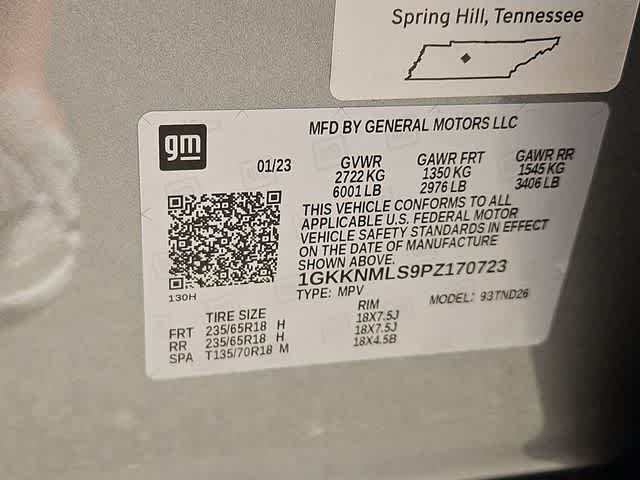 Spring Hill, Tennessee
gm
MFD BY GENERAL MOTORS LLC
01/23 GVWR GAWR FRT GAWR RR
2722 KG 1350 KG 1545 KG
6001 LB 2976 LB 3406 LB
THIS VEHICLE CONFORMS TO ALL
APPLICABLE U.S. FEDERAL MOTOR
VEHICLE SAFETY STANDARDS IN EFFECT
ON THE DATE OF MANUFACTURE
SHOWN ABOVE.
1GKKNMLS9PZ170723
130H
TYPE: MPV MODEL: 93TND26
TIRE SIZE RIM
FRT 235/65R18 H 18X7.5J
RR 235/65R18 H 18X7.5J
SPA T135/70R18 M 18X4.5B